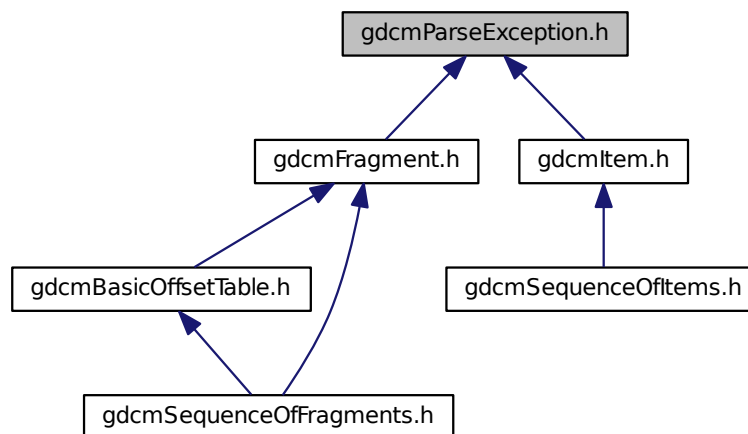 gdcmParseException.h
gdcmFragment.h
gdcmItem.h
gdcmBasicOffsetTable.h
gdcmSequenceOfItems.h
gdcmSequenceOfFragments.h